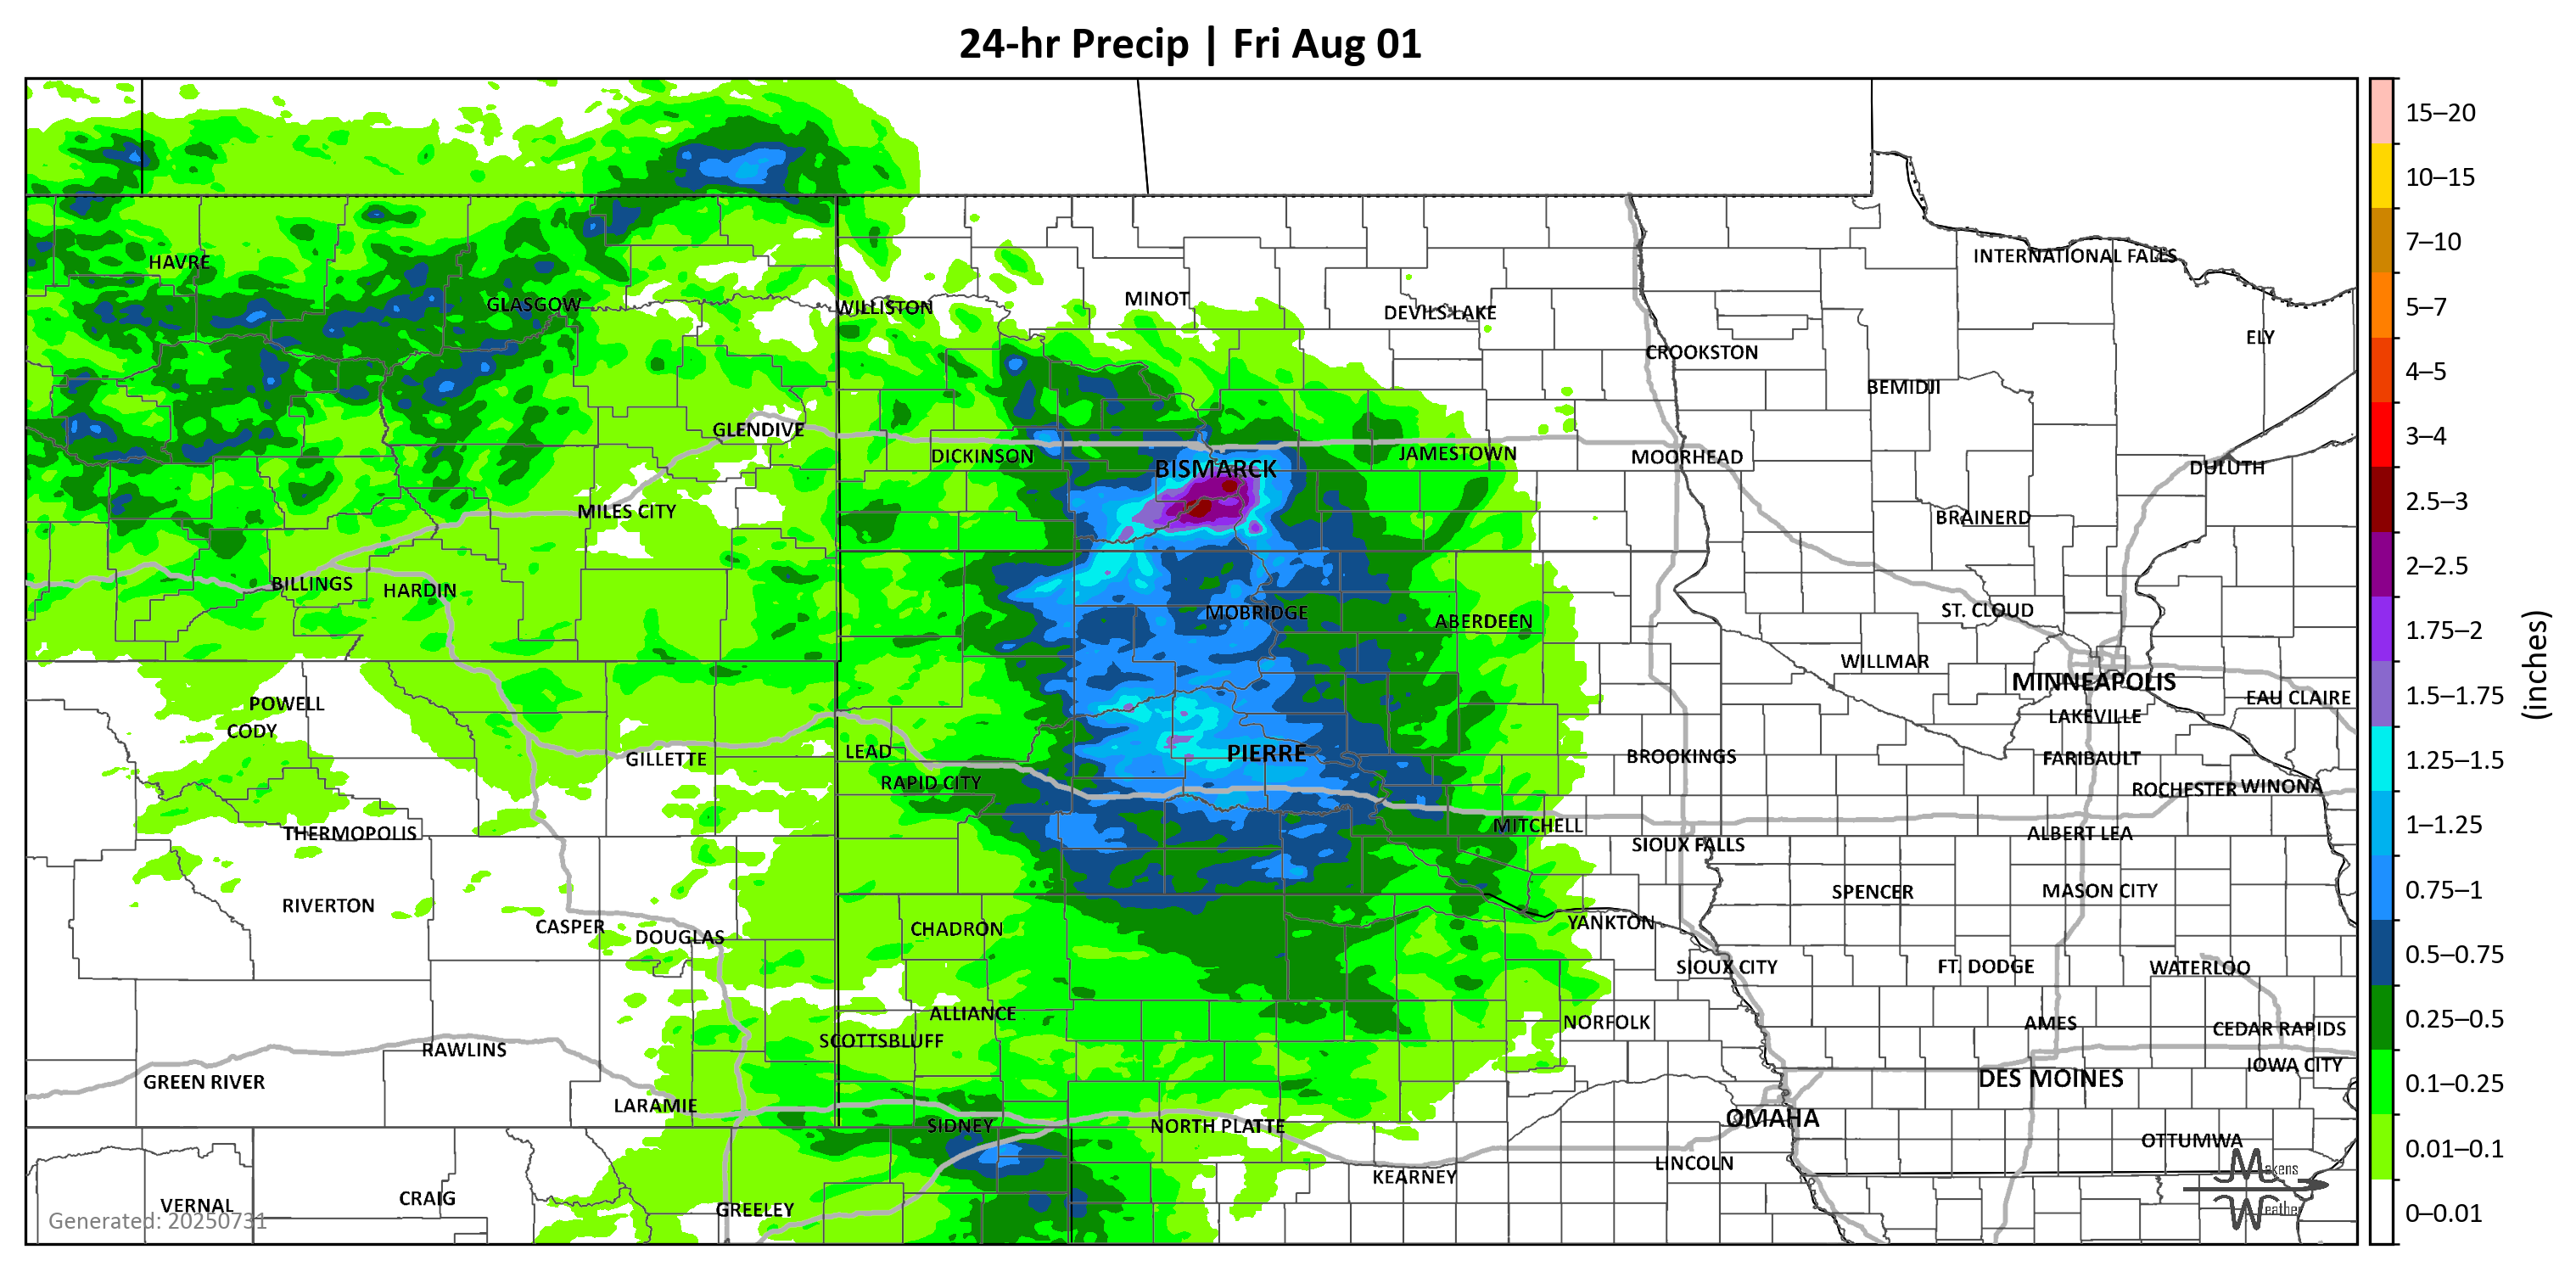 24-hr Precip | Fri Aug 01
15–20
10–15
7–10
5–7
4–5
3–4
2.5–3
2–2.5
1.75–2
1.5–1.75
1.25–1.5
1–1.25
0.75–1
0.5–0.75
0.25–0.5
0.1–0.25
0.01–0.1
0–0.01
(inches)
HAVRE
INTERNATIONAL FALLS
GLASGOW
WILLISTON
MINOT
DEVILS LAKE
ELY
CROOKSTON
BEMIDJI
GLENDIVE
DICKINSON
BISMARCK
JAMESTOWN
MOORHEAD
DULUTH
MILES CITY
BRAINERD
BILLINGS
HARDIN
MOBRIDGE
ABERDEEN
ST. CLOUD
WILLMAR
MINNEAPOLIS
POWELL
EAU CLAIRE
CODY
LAKEVILLE
GILLETTE
LEAD
PIERRE
BROOKINGS
FARIBAULT
RAPID CITY
ROCHESTER
WINONA
THERMOPOLIS
MITCHELL
SIOUX FALLS
ALBERT LEA
RIVERTON
SPENCER
MASON CITY
CASPER
DOUGLAS
CHADRON
YANKTON
SIOUX CITY
FT. DODGE
WATERLOO
ALLIANCE
NORFOLK
AMES
CEDAR RAPIDS
SCOTTSBLUFF
RAWLINS
IOWA CITY
GREEN RIVER
DES MOINES
LARAMIE
SIDNEY
NORTH PLATTE
OMAHA
OTTUMWA
LINCOLN
KEARNEY
VERNAL
CRAIG
GREELEY
Makens
Weather
Generated: 20250731